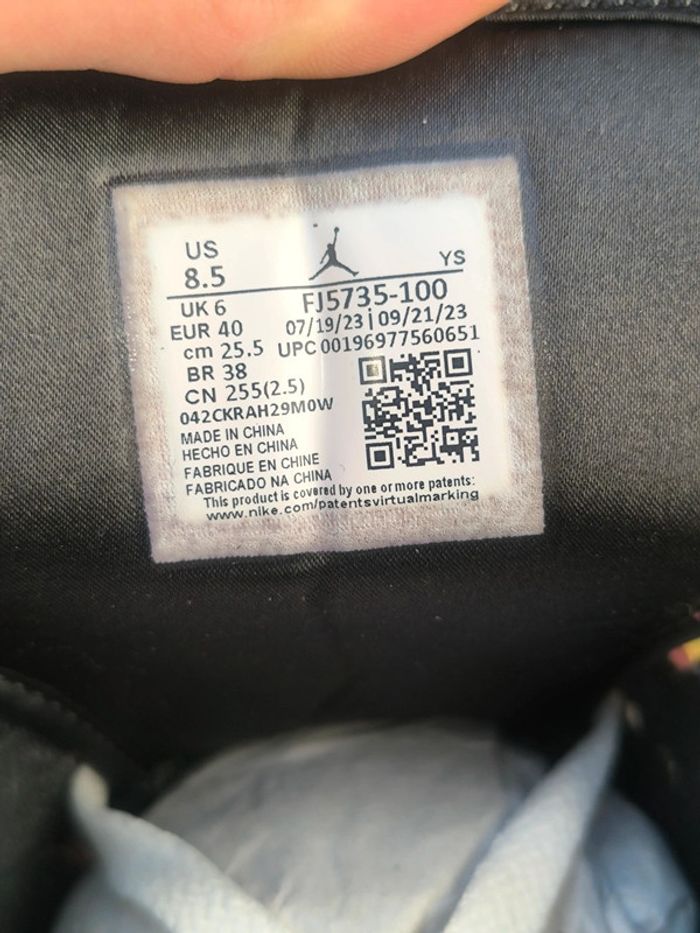 US
8.5
YS
UK 6
FJ5735-100
EUR 40
07/19/23 | 09/21/23
cm 25.5
UPC 00196977560651
BR 38
CN 255(2.5)
042CKRAH29M0W
MADE IN CHINA
HECHO EN CHINA
FABRIQUE EN CHINE
FABRICADO NA CHINA
This product is covered by one or more patents:
www.nike.com/patentsvirtualmarking